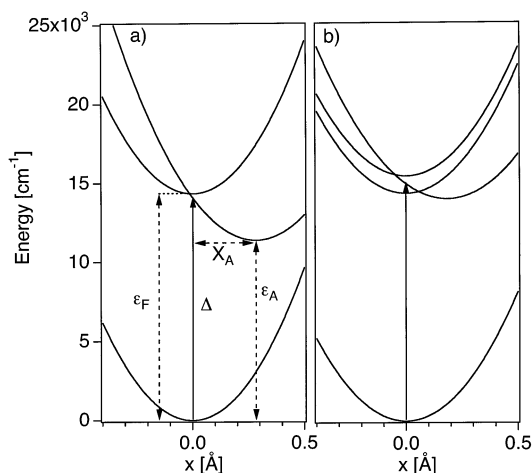 25x10³
a)
b)
20
15
10
5
0
Energy [cm⁻¹]
ε_F
Δ
X_A
ε_A
0.0
0.5
0.0
0.5
x [Å]
x [Å]